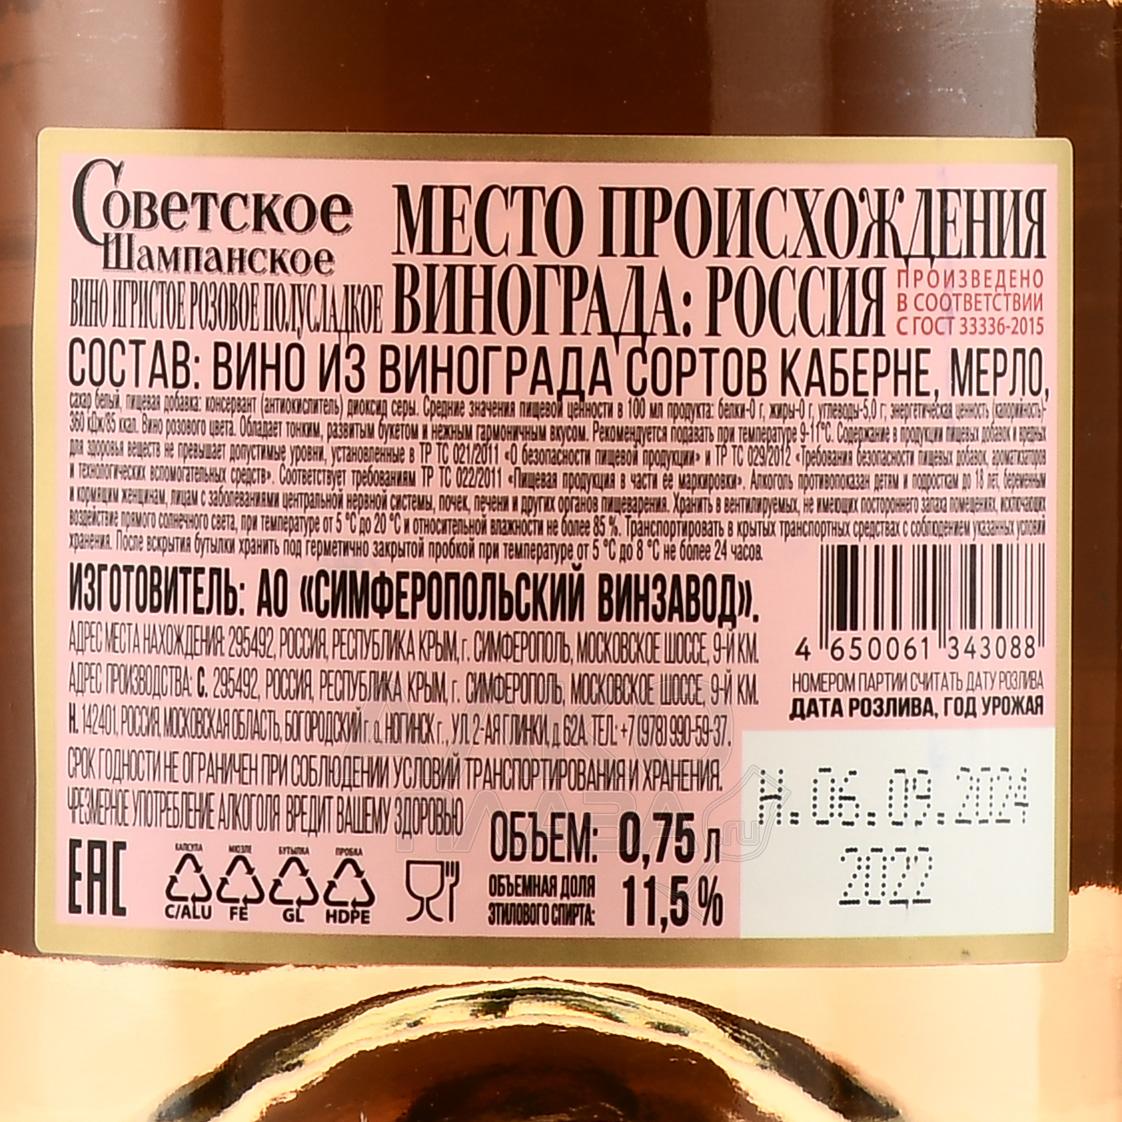 Советское
Шампанское
ВИНО ИГРИСТОЕ РОЗОВОЕ ПОЛУСЛАДКОЕ
МЕСТО ПРОИСХОЖДЕНИЯ
ВИНОГРАДА: РОССИЯ
ПРОИЗВЕДЕНО
В СООТВЕТСТВИИ
С ГОСТ 33336-2015
СОСТАВ: ВИНО ИЗ ВИНОГРАДА СОРТОВ КАБЕРНЕ, МЕРЛО,
сахар белый, пищевая добавка: консервант (антиокислитель) диоксид серы. Средние значения пищевой ценности в 100 мл продукта: белки-0 г, жиры-0 г, углеводы-5,0 г; энергетическая ценность (калорийность)-
360 кДж/85 ккал. Вино розового цвета. Обладает тонким, развитым букетом и нежным гармоничным вкусом. Рекомендуется подавать при температуре 9-11°С. Содержание в продукции пищевых добавок и вредных
для здоровья веществ не превышает допустимые уровни, установленные в ТР ТС 021/2011 «О безопасности пищевой продукции» и ТР ТС 029/2012 «Требования безопасности пищевых добавок, ароматизаторов
и технологических вспомогательных средств». Соответствует требованиям ТР ТС 022/2011 «Пищевая продукция в части ее маркировки». Алкоголь противопоказан детям и подросткам до 18 лет, беременным
и кормящим женщинам, лицам с заболеваниями центральной нервной системы, почек, печени и других органов пищеварения. Хранить в вентилируемых, не имеющих постороннего запаха помещениях, исключающих
воздействие прямого солнечного света, при температуре от 5 °С до 20 °С и относительной влажности не более 85 %. Транспортировать в крытых транспортных средствах с соблюдением указанных условий
хранения. После вскрытия бутылки хранить под герметично закрытой пробкой при температуре от 5 °С до 8 °С не более 24 часов.
ИЗГОТОВИТЕЛЬ: АО «СИМФЕРОПОЛЬСКИЙ ВИНЗАВОД».
АДРЕС МЕСТА НАХОЖДЕНИЯ: 295492, РОССИЯ, РЕСПУБЛИКА КРЫМ, г. СИМФЕРОПОЛЬ, МОСКОВСКОЕ ШОССЕ, 9-Й КМ.
АДРЕС ПРОИЗВОДСТВА: С. 295492, РОССИЯ, РЕСПУБЛИКА КРЫМ, г. СИМФЕРОПОЛЬ, МОСКОВСКОЕ ШОССЕ, 9-Й КМ.
Н. 142401, РОССИЯ, МОСКОВСКАЯ ОБЛАСТЬ, БОГОРОДСКИЙ г. о. НОГИНСК г., УЛ. 2-АЯ ГЛИНКИ, д. 62А. ТЕЛ.: +7 (978) 990-59-37.
СРОК ГОДНОСТИ НЕ ОГРАНИЧЕН ПРИ СОБЛЮДЕНИИ УСЛОВИЙ ТРАНСПОРТИРОВАНИЯ И ХРАНЕНИЯ.
ЧРЕЗМЕРНОЕ УПОТРЕБЛЕНИЕ АЛКОГОЛЯ ВРЕДИТ ВАШЕМУ ЗДОРОВЬЮ
4 650061 343088
НОМЕРОМ ПАРТИИ СЧИТАТЬ ДАТУ РОЗЛИВА
ДАТА РОЗЛИВА, ГОД УРОЖАЯ
Н.06.09.2024
2022
EAC
КАПСУЛА МЮЗЛЕ БУТЫЛКА ПРОБКА
C/ALU FE GL HDPE
ОБЪЕМ: 0,75 л
ОБЪЕМНАЯ ДОЛЯ
ЭТИЛОВОГО СПИРТА: 11,5 %